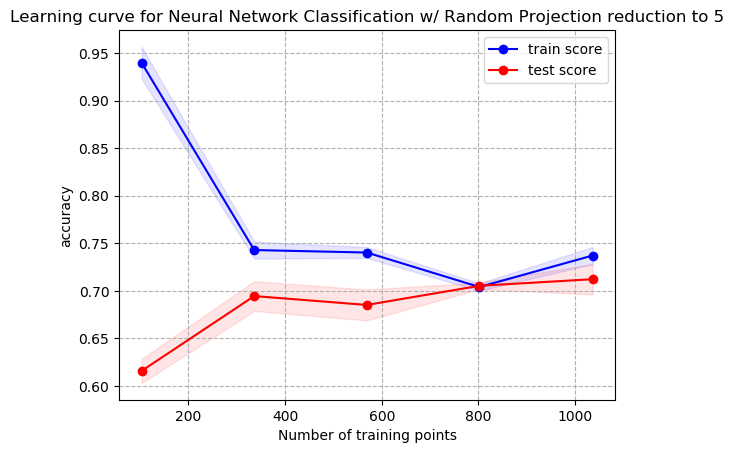 Learning curve for Neural Network Classification w/ Random Projection reduction to 5
train score
test score
0.95
0.90
0.85
0.80
0.75
0.70
0.65
0.60
accuracy
200
400
600
800
1000
Number of training points